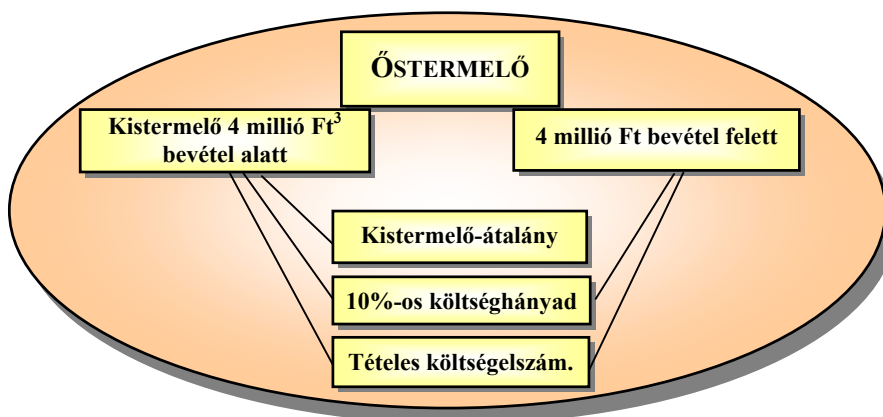 ŐSTERMELŐ
Kistermelő 4 millió Ft³
bevétel alatt
4 millió Ft bevétel felett
Kistermelő-átalány
10%-os költséghányad
Tételes költségelszám.